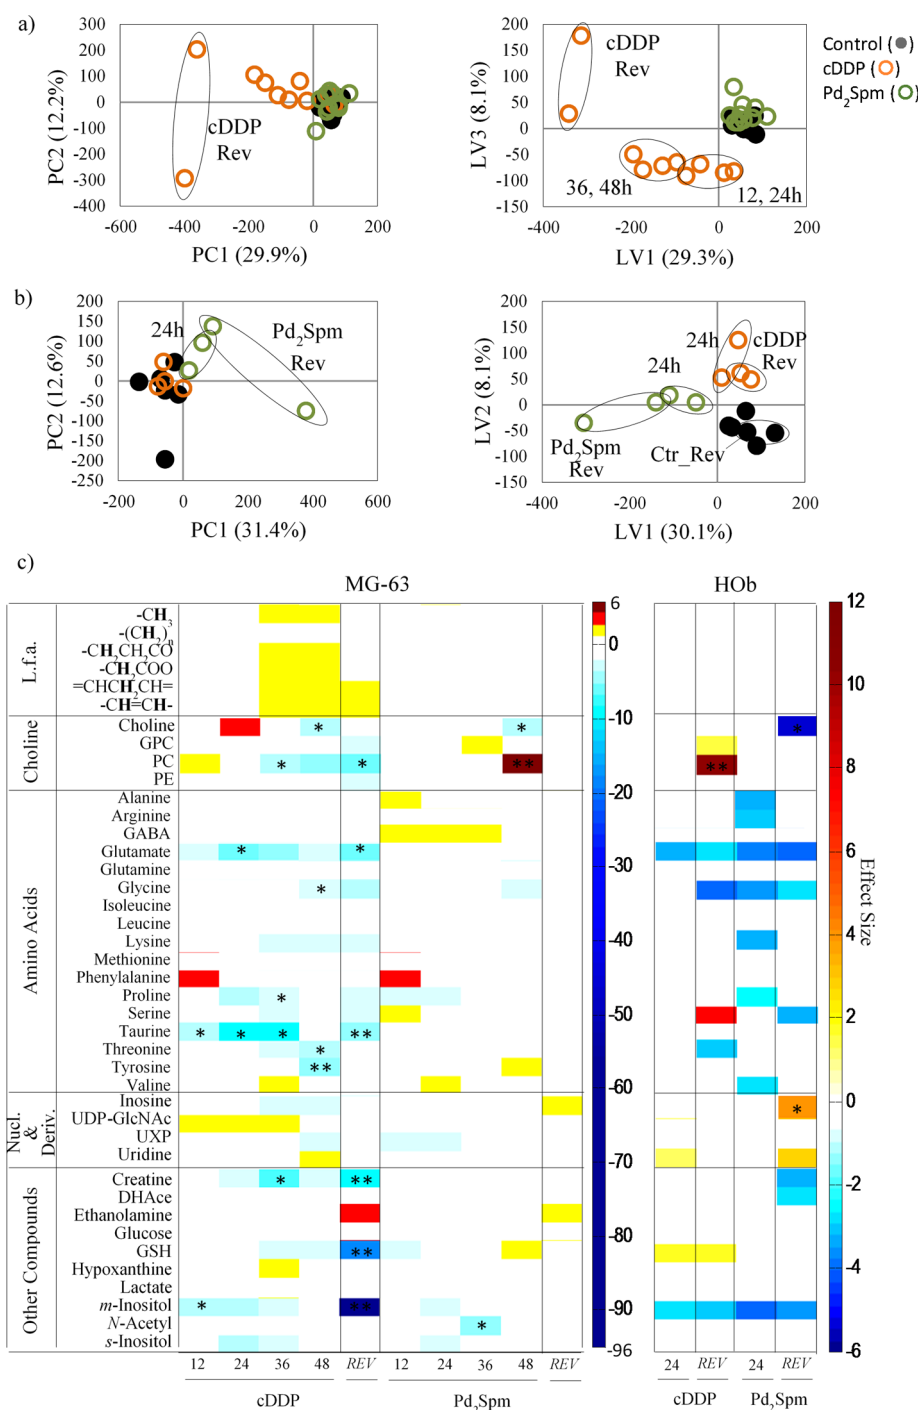 a)
300
200
100
0
-100
-200
-300
-400
-600
-400
-200
0
200
PC2 (12.2%)
PC1 (29.9%)
cDDP
Rev
200
150
100
50
0
-50
-100
-150
-400
-200
0
200
LV3 (8.1%)
LV1 (29.3%)
cDDP
Rev
36, 48h
12, 24h
Control (●)
cDDP (○)
Pd2Spm (○)
b)
200
150
100
50
0
-50
-100
-150
-200
-250
-200
0
200
400
600
PC2 (12.6%)
PC1 (31.4%)
24h
Pd2Spm
Rev
200
150
100
50
0
-50
-100
-150
-400
-200
0
200
LV2 (8.1%)
LV1 (30.1%)
24h
cDDP
Rev
24h
Pd2Spm
Rev
Ctr_Rev
c)
MG-63
HOb
L.f.a.
-CH3
-(CH2)n
-CH2CH2CO
-CH2COO
=CHCH2CH=
-CH=CH-
Choline
Choline * * *
GPC
PC * * ** **
PE
Amino Acids
Alanine
Arginine
GABA
Glutamate * *
Glutamine
Glycine *
Isoleucine
Leucine
Lysine
Methionine
Phenylalanine
Proline *
Serine
Taurine * * * **
Threonine *
Tyrosine **
Valine
Nucl.
&
Deriv.
Inosine *
UDP-GlcNAc
UXP
Uridine
Other Compounds
Creatine * **
DHAce
Ethanolamine
Glucose
GSH **
Hypoxanthine
Lactate
m-Inositol * **
N-Acetyl *
s-Inositol
12 24 36 48 REV 12 24 36 48 REV
cDDP Pd2Spm
24 REV 24 REV
cDDP Pd2Spm
6
0
-10
-20
-30
-40
-50
-60
-70
-80
-90
-96
12
10
8
6
4
2
0
-2
-4
-6
Effect Size